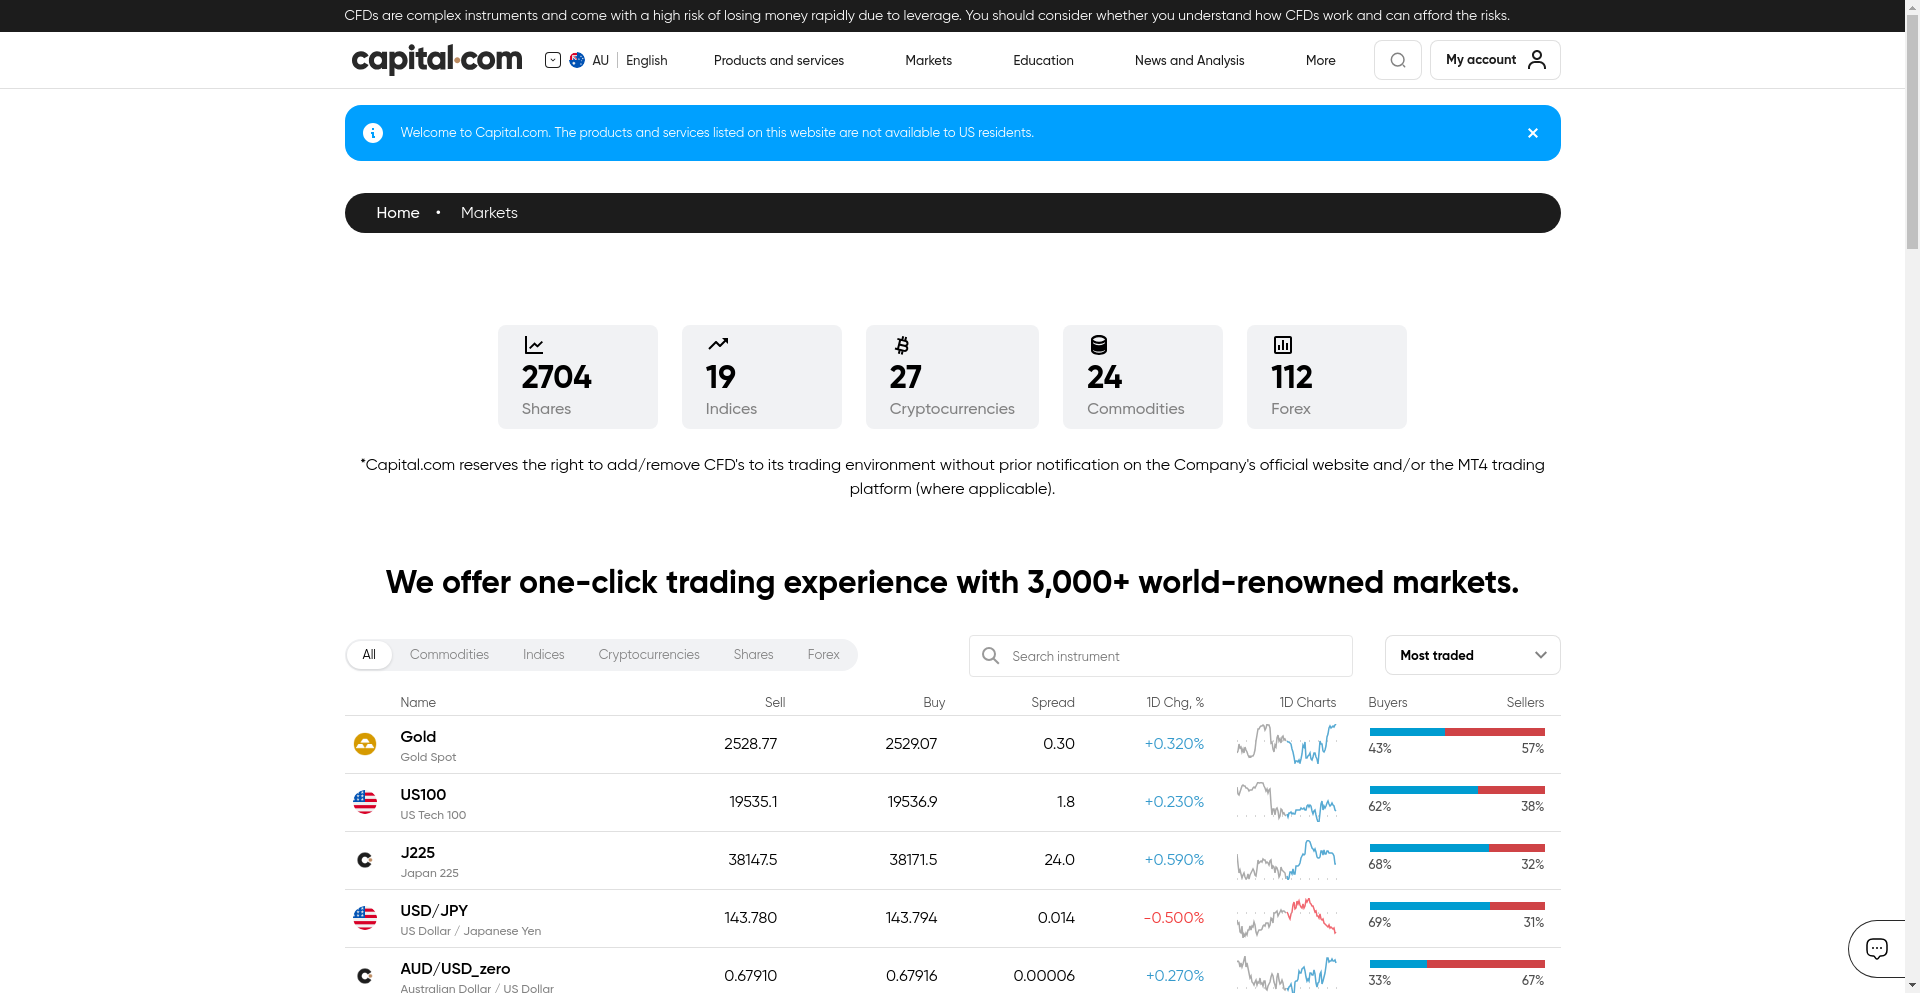 CFDs are complex instruments and come with a high risk of losing money rapidly due to leverage. You should consider whether you understand how CFDs work and can afford the risks.
capital.com AU English Products and services Markets Education News and Analysis More My account
Welcome to Capital.com. The products and services listed on this website are not available to US residents.
Home • Markets
2704 19 27 24 112
Shares Indices Cryptocurrencies Commodities Forex
*Capital.com reserves the right to add/remove CFD's to its trading environment without prior notification on the Company's official website and/or the MT4 trading
platform (where applicable).
We offer one-click trading experience with 3,000+ world-renowned markets.
All Commodities Indices Cryptocurrencies Shares Forex Search instrument Most traded
Name Sell Buy Spread 1D Chg, % 1D Charts Buyers Sellers
Gold 2528.77 2529.07 0.30 +0.320% 43% 57%
Gold Spot
US100 19535.1 19536.9 1.8 +0.230% 62% 38%
US Tech 100
J225 38147.5 38171.5 24.0 +0.590% 68% 32%
Japan 225
USD/JPY 143.780 143.794 0.014 -0.500% 69% 31%
US Dollar / Japanese Yen
AUD/USD_zero 0.67910 0.67916 0.00006 +0.270% 33% 67%
Australian Dollar / US Dollar